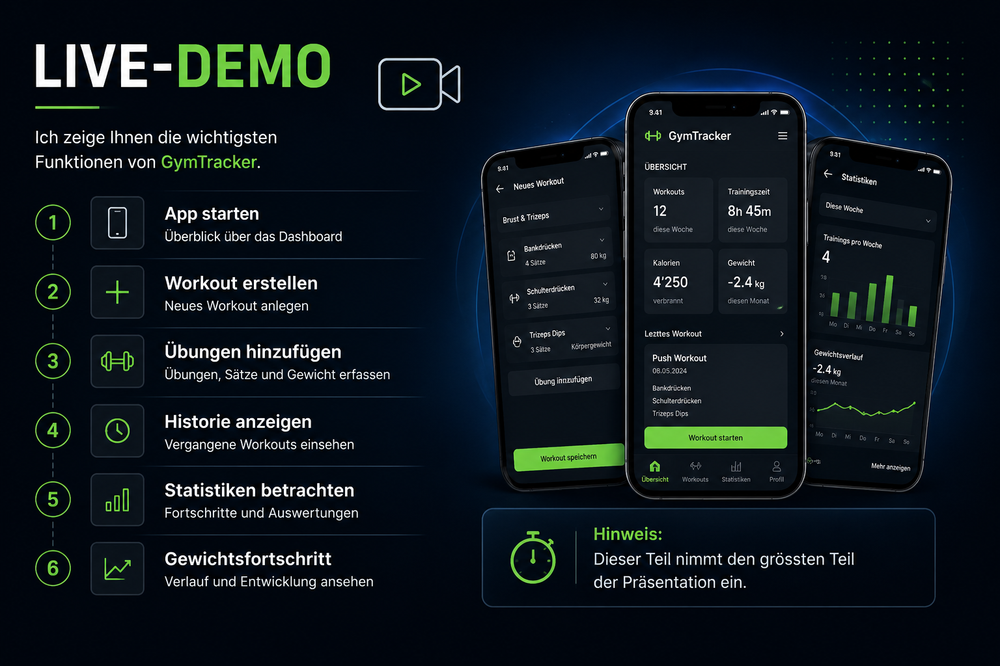 LIVE-DEMO
Ich zeige Ihnen die wichtigsten
Funktionen von GymTracker.
1
App starten
Überblick über das Dashboard
2
Workout erstellen
Neues Workout anlegen
3
Übungen hinzufügen
Übungen, Sätze und Gewicht erfassen
4
Historie anzeigen
Vergangene Workouts einsehen
5
Statistiken betrachten
Fortschritte und Auswertungen
6
Gewichtsfortschritt
Verlauf und Entwicklung ansehen
9:41
Neues Workout
Brust & Trizeps
Bankdrücken
4 Sätze 80 kg
Schulterdrücken
3 Sätze 32 kg
Trizeps Dips
3 Sätze Körpergewicht
Übung hinzufügen
Workout speichern
9:41
GymTracker
ÜBERSICHT
Workouts
12
diese Woche
Trainingszeit
8h 45m
diese Woche
Kalorien
4'250
verbrannt
Gewicht
-2.4 kg
diesen Monat
Lezttes Workout
Push Workout
08.05.2024
Bankdrücken
Schulterdrücken
Trizeps Dips
Workout starten
Übersicht Workouts Statistiken Profil
9:41
Statistiken
Diese Woche
Trainings pro Woche
4
Mo Di Mi Do Fr Sa So
Gewichtsverlauf
-2.4 kg
diesen Monat
Mo Di Mi Do Fr Sa So
Mehr anzeigen
Hinweis:
Dieser Teil nimmt den grössten Teil
der Präsentation ein.